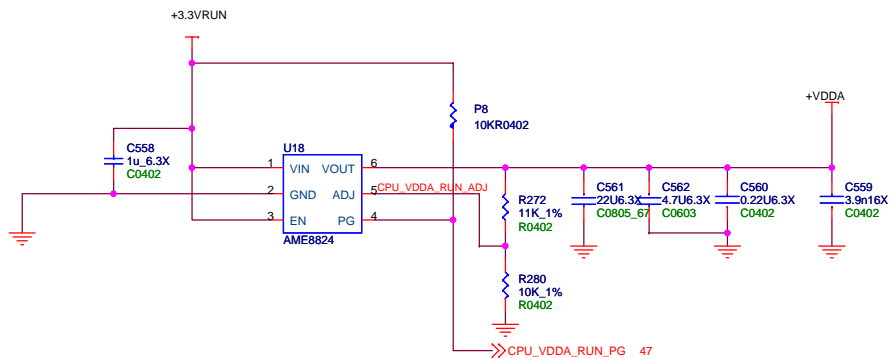 +3.3VRUN
+VDDA
P8
10KR0402
C558
1u_6.3X
C0402
U18
1 VIN VOUT 6
2 GND ADJ 5 CPU_VDDA_RUN_ADJ
3 EN PG 4
AME8824
R272
11K_1%
R0402
C561
22U6.3X
C0805_67
C562
4.7U6.3X
C0603
C560
0.22U6.3X
C0402
C559
3.9n16X
C0402
R280
10K_1%
R0402
CPU_VDDA_RUN_PG 47